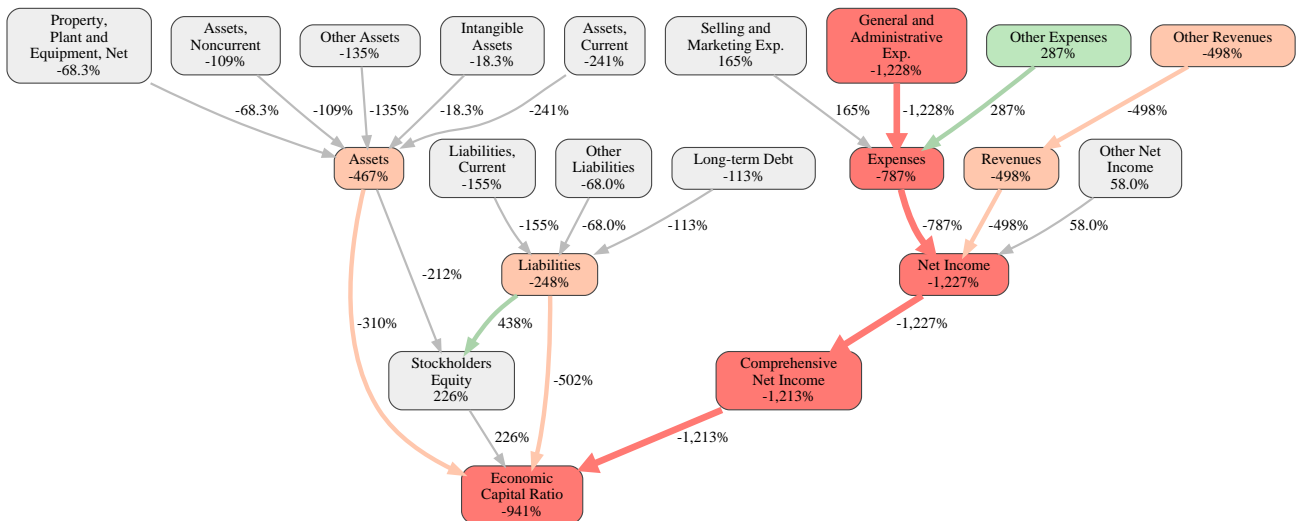 Property,
Plant and
Equipment, Net
-68.3%
Assets,
Noncurrent
-109%
Other Assets
-135%
Intangible
Assets
-18.3%
Assets,
Current
-241%
Selling and
Marketing Exp.
165%
General and
Administrative
Exp.
-1,228%
Other Expenses
287%
Other Revenues
-498%
-68.3%
-109%
-135%
-18.3%
-241%
165%
-1,228%
287%
-498%
Assets
-467%
Liabilities,
Current
-155%
Other
Liabilities
-68.0%
Long-term Debt
-113%
Expenses
-787%
Revenues
-498%
Other Net
Income
58.0%
-155%
-68.0%
-113%
-787%
-498%
58.0%
-212%
Liabilities
-248%
Net Income
-1,227%
-310%
438%
-1,227%
Stockholders
Equity
226%
-502%
Comprehensive
Net Income
-1,213%
226%
-1,213%
Economic
Capital Ratio
-941%